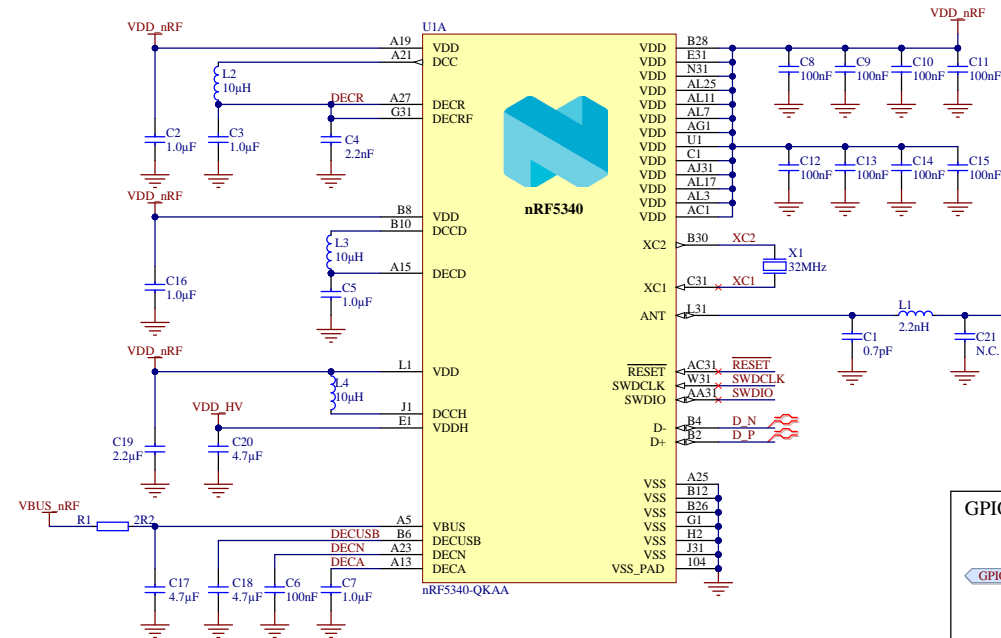 VDD_nRF
U1A
VDD_nRF
A19 VDD
A21 DCC
L2
10µH
DECR A27 DECR
G31 DECRF
C2
1.0µF
C3
1.0µF
C4
2.2nF
VDD_nRF
B8 VDD
B10 DCCD
L3
10µH
A15 DECD
C16
1.0µF
C5
1.0µF
VDD_nRF
L1 VDD
L4
10µH
VDD_HV
J1 DCCH
E1 VDDH
C19
2.2µF
C20
4.7µF
VBUS_nRF
R1 2R2
A5 VBUS
DECUSB B6 DECUSB
DECN A23 DECN
DECA A13 DECA
C17
4.7µF
C18
4.7µF
C6
100nF
C7
1.0µF
nRF5340
nRF5340-QKAA
VDD B28
VDD E31
VDD N31
VDD AL25
VDD AL11
VDD AL7
VDD AG1
VDD U1
VDD C1
VDD AJ31
VDD AL17
VDD AL3
VDD AC1
C8
100nF
C9
100nF
C10
100nF
C11
100nF
C12
100nF
C13
100nF
C14
100nF
C15
100nF
XC2 B30 XC2
X1
32MHz
XC1 C31 XC1
ANT L31
L1
2.2nH
C1
0.7pF
C21
N.C.
RESET AC31 RESET
SWDCLK W31 SWDCLK
SWDIO AA31 SWDIO
D- B4 D_N
D+ B2 D_P
VSS A25
VSS B12
VSS B26
VSS G1
VSS H2
VSS J31
VSS_PAD 104
GPIO
GPIO